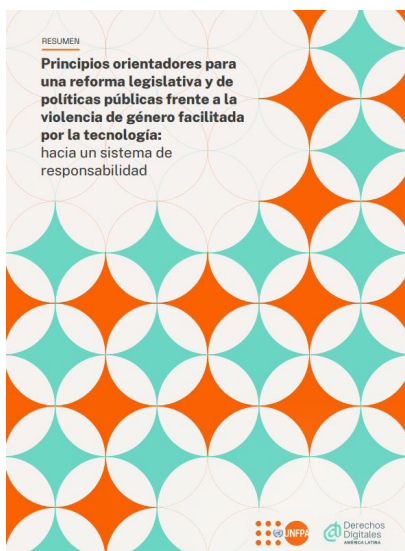 RESUMEN
Principios orientadores para
una reforma legislativa y de
políticas públicas frente a la
violencia de género facilitada
por la tecnología:
hacia un sistema de
responsabilidad
UNFPA
Derechos
Digitales
AMÉRICA LATINA